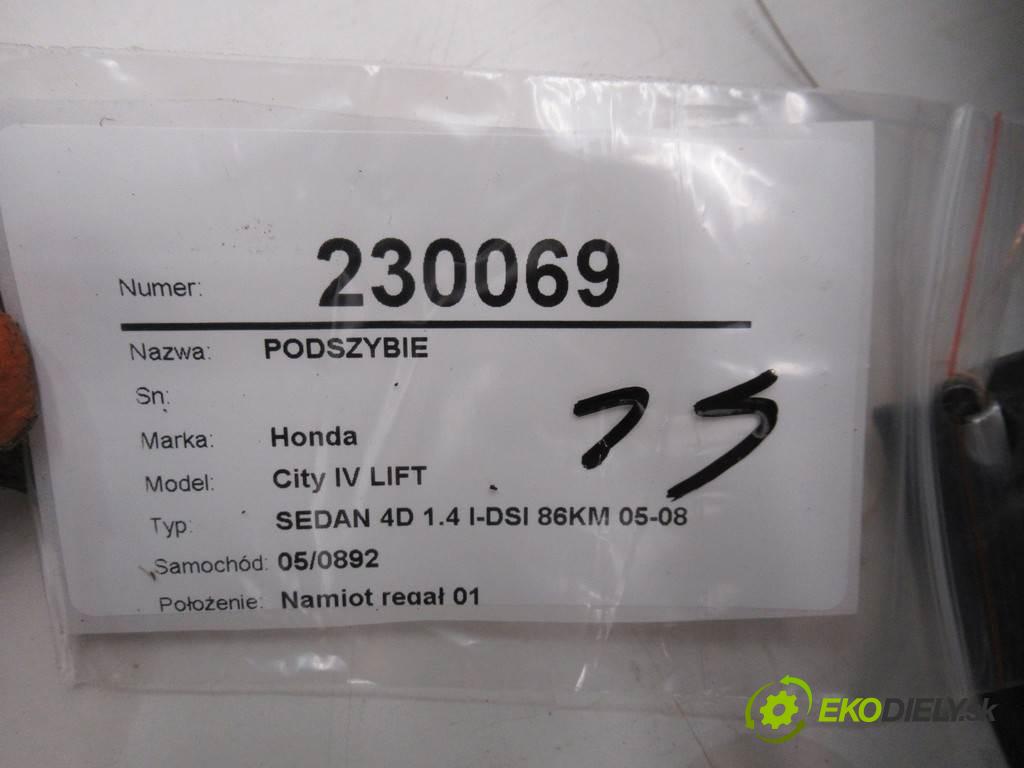 Numer: 230069
Nazwa: PODSZYBIE
Sn:
Marka: Honda
Model: City IV LIFT
Typ: SEDAN 4D 1.4 I-DSI 86KM 05-08
Samochód: 05/0892
Położenie: Namiot regał 01
EKODIELY.sk